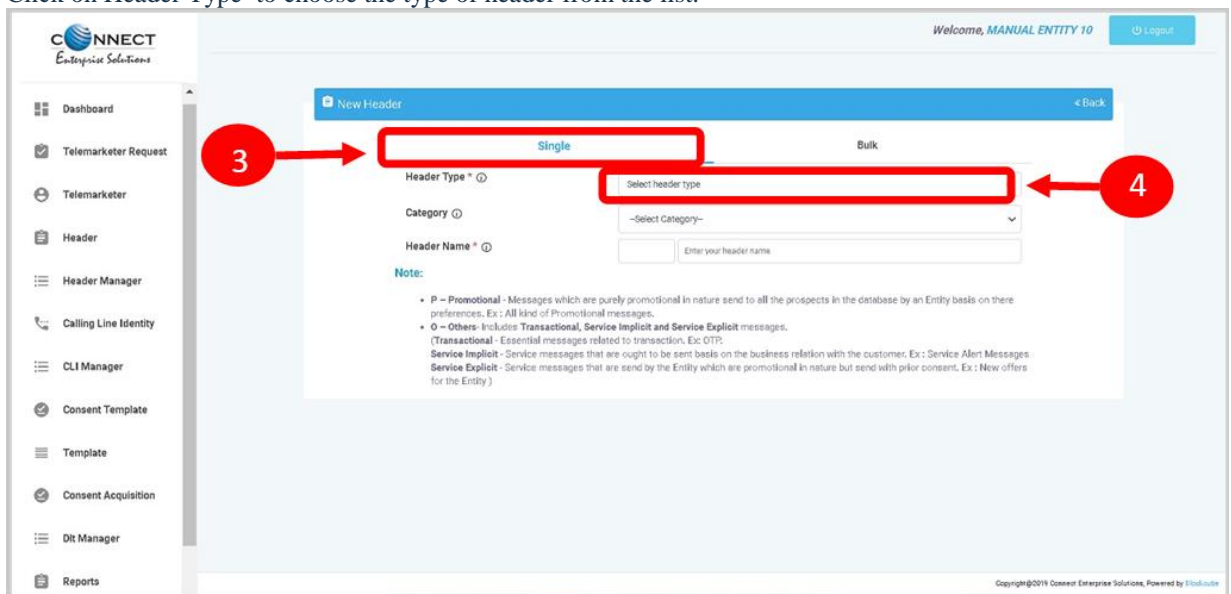 Click on Header Type to choose the type of header from the list.
CONNECT
Enterprise Solutions
Welcome, MANUAL ENTITY 10
Logout
Dashboard
Telemarketer Request
Telemarketer
Header
Header Manager
Calling Line Identity
CLI Manager
Consent Template
Template
Consent Acquisition
Dlt Manager
Reports
New Header
« Back
3
Single
Bulk
Header Type *
Select header type
4
Category
--Select Category--
Header Name *
Enter your header name
Note:
• P – Promotional - Messages which are purely promotional in nature send to all the prospects in the database by an Entity basis on there
preferences. Ex : All kind of Promotional messages.
• O – Others- Includes Transactional, Service Implicit and Service Explicit messages.
(Transactional - Essential messages related to transaction. Ex: OTP.
Service Implicit - Service messages that are ought to be sent basis on the business relation with the customer. Ex : Service Alert Messages
Service Explicit - Service messages that are send by the Entity which are promotional in nature but send with prior consent. Ex : New offers
for the Entity )
Copyright@2019 Connect Enterprise Solutions, Powered by Blockcube